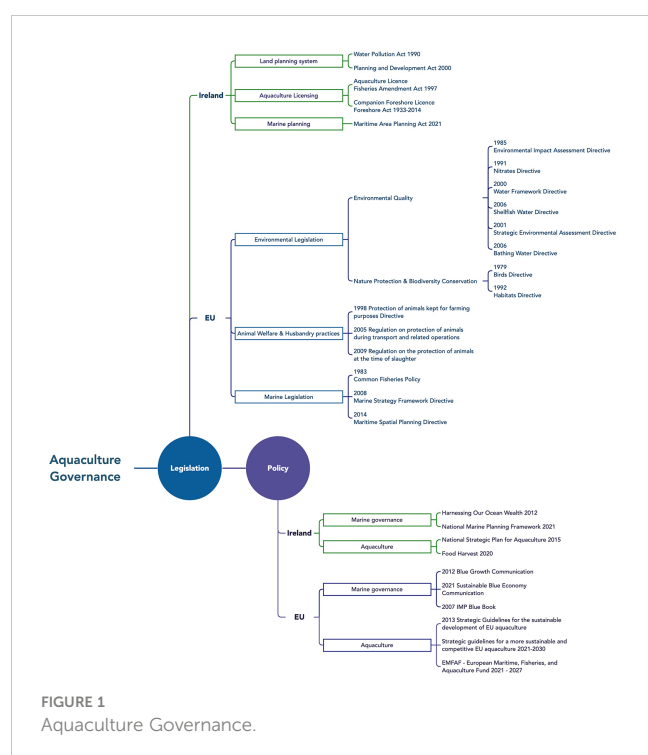 Land planning system
Water Pollution Act 1990
Planning and Development Act 2000
Ireland
Aquaculture Licensing
Aquaculture Licence
Fisheries Amendment Act 1997
Companion Foreshore Licence
Foreshore Act 1933-2014
Marine planning
Maritime Area Planning Act 2021
EU
Environmental Legislation
Environmental Quality
1985
Environmental Impact Assessment Directive
1991
Nitrates Directive
2000
Water Framework Directive
2006
Shellfish Water Directive
2001
Strategic Environmental Assessment Directive
2006
Bathing Water Directive
Nature Protection & Biodiversity Conservation
1979
Birds Directive
1992
Habitats Directive
Animal Welfare & Husbandry practices
1998 Protection of animals kept for farming
purposes Directive
2005 Regulation on protection of animals
during transport and related operations
2009 Regulation on the protection of animals
at the time of slaughter
Marine Legislation
1983
Common Fisheries Policy
2008
Marine Strategy Framework Directive
2014
Maritime Spatial Planning Directive
Aquaculture
Governance
Legislation
Policy
Ireland
Marine governance
Harnessing Our Ocean Wealth 2012
National Marine Planning Framework 2021
Aquaculture
National Strategic Plan for Aquaculture 2015
Food Harvest 2020
EU
Marine governance
2012 Blue Growth Communication
2021 Sustainable Blue Economy
Communication
2007 IMP Blue Book
Aquaculture
2013 Strategic Guidelines for the sustainable
development of EU aquaculture
Strategic guidelines for a more sustainable and
competitive EU aquaculture 2021-2030
EMFAF - European Maritime, Fisheries, and
Aquaculture Fund 2021 - 2027
FIGURE 1
Aquaculture Governance.